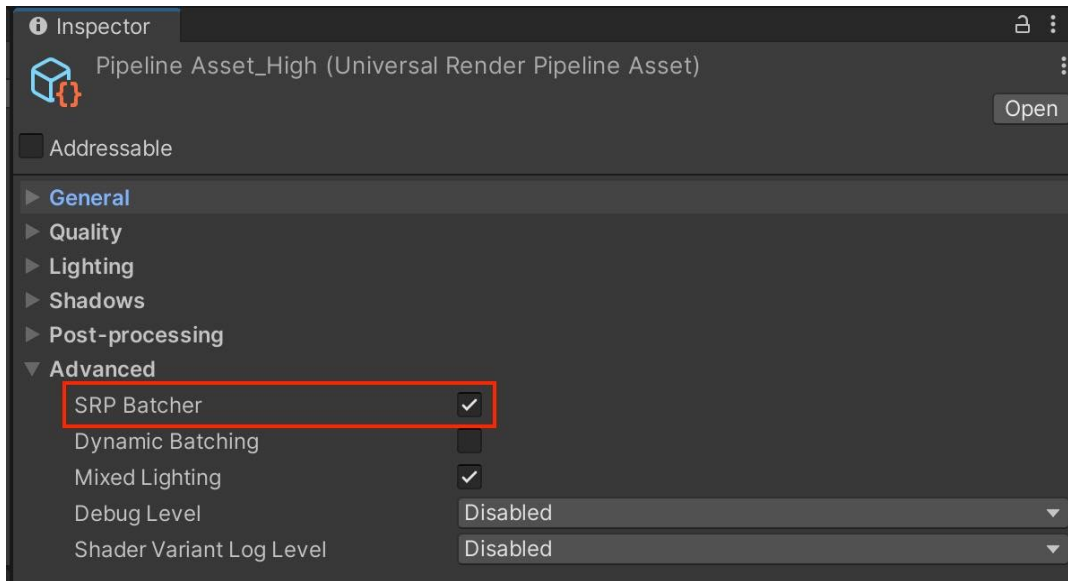 Inspector
Pipeline Asset_High (Universal Render Pipeline Asset)
Open
Addressable
General
Quality
Lighting
Shadows
Post-processing
Advanced
SRP Batcher
Dynamic Batching
Mixed Lighting
Debug Level Disabled
Shader Variant Log Level Disabled